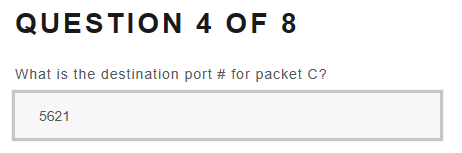 QUESTION 4 OF 8
What is the destination port # for packet C?
5621